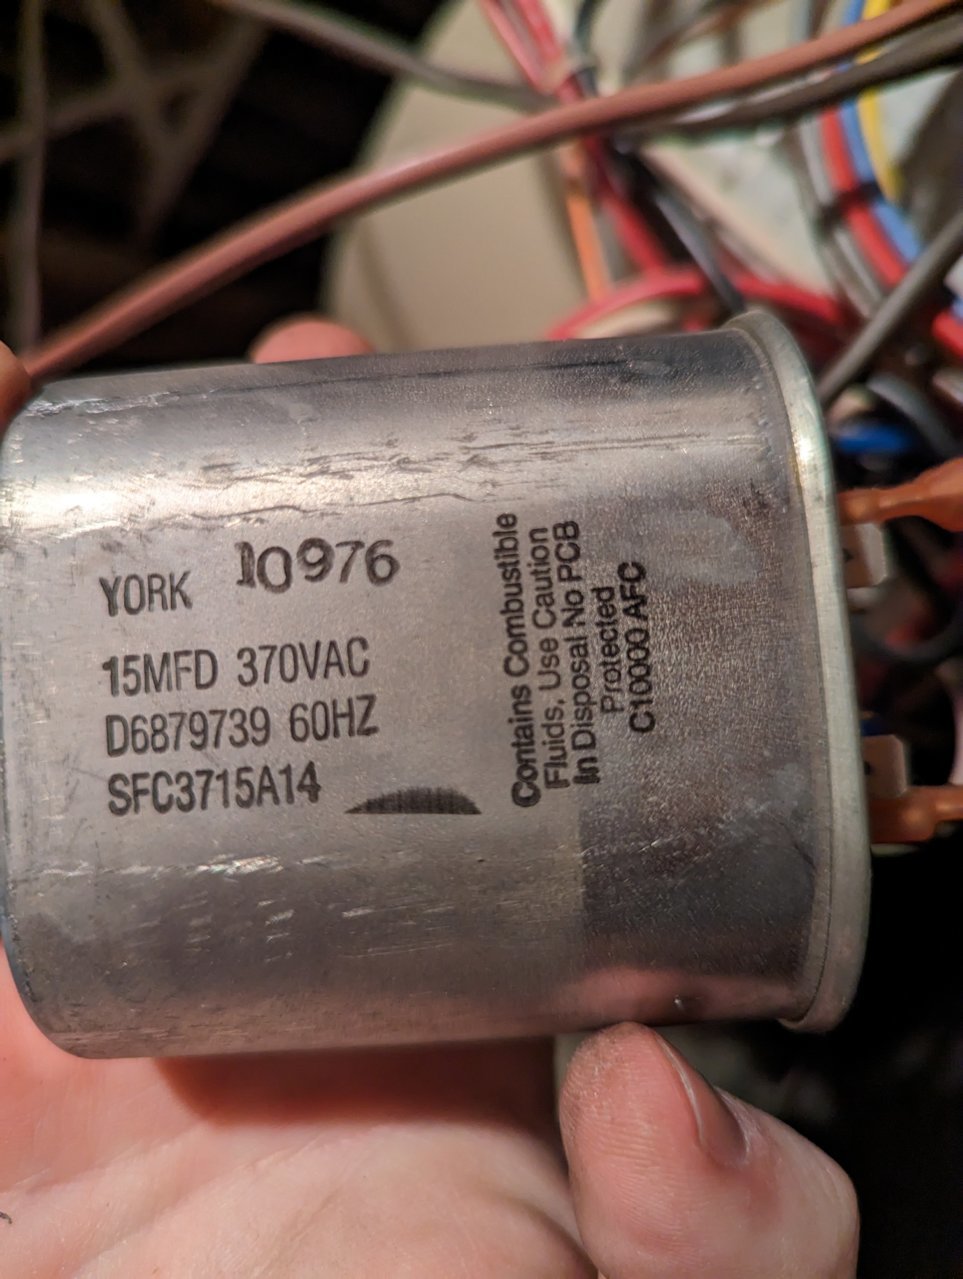 YORK 10976
15MFD 370VAC
D6879739 60HZ
SFC3715A14
Contains Combustible
Fluids, Use Caution
In Disposal No PCB
Protected
C10000 AFC